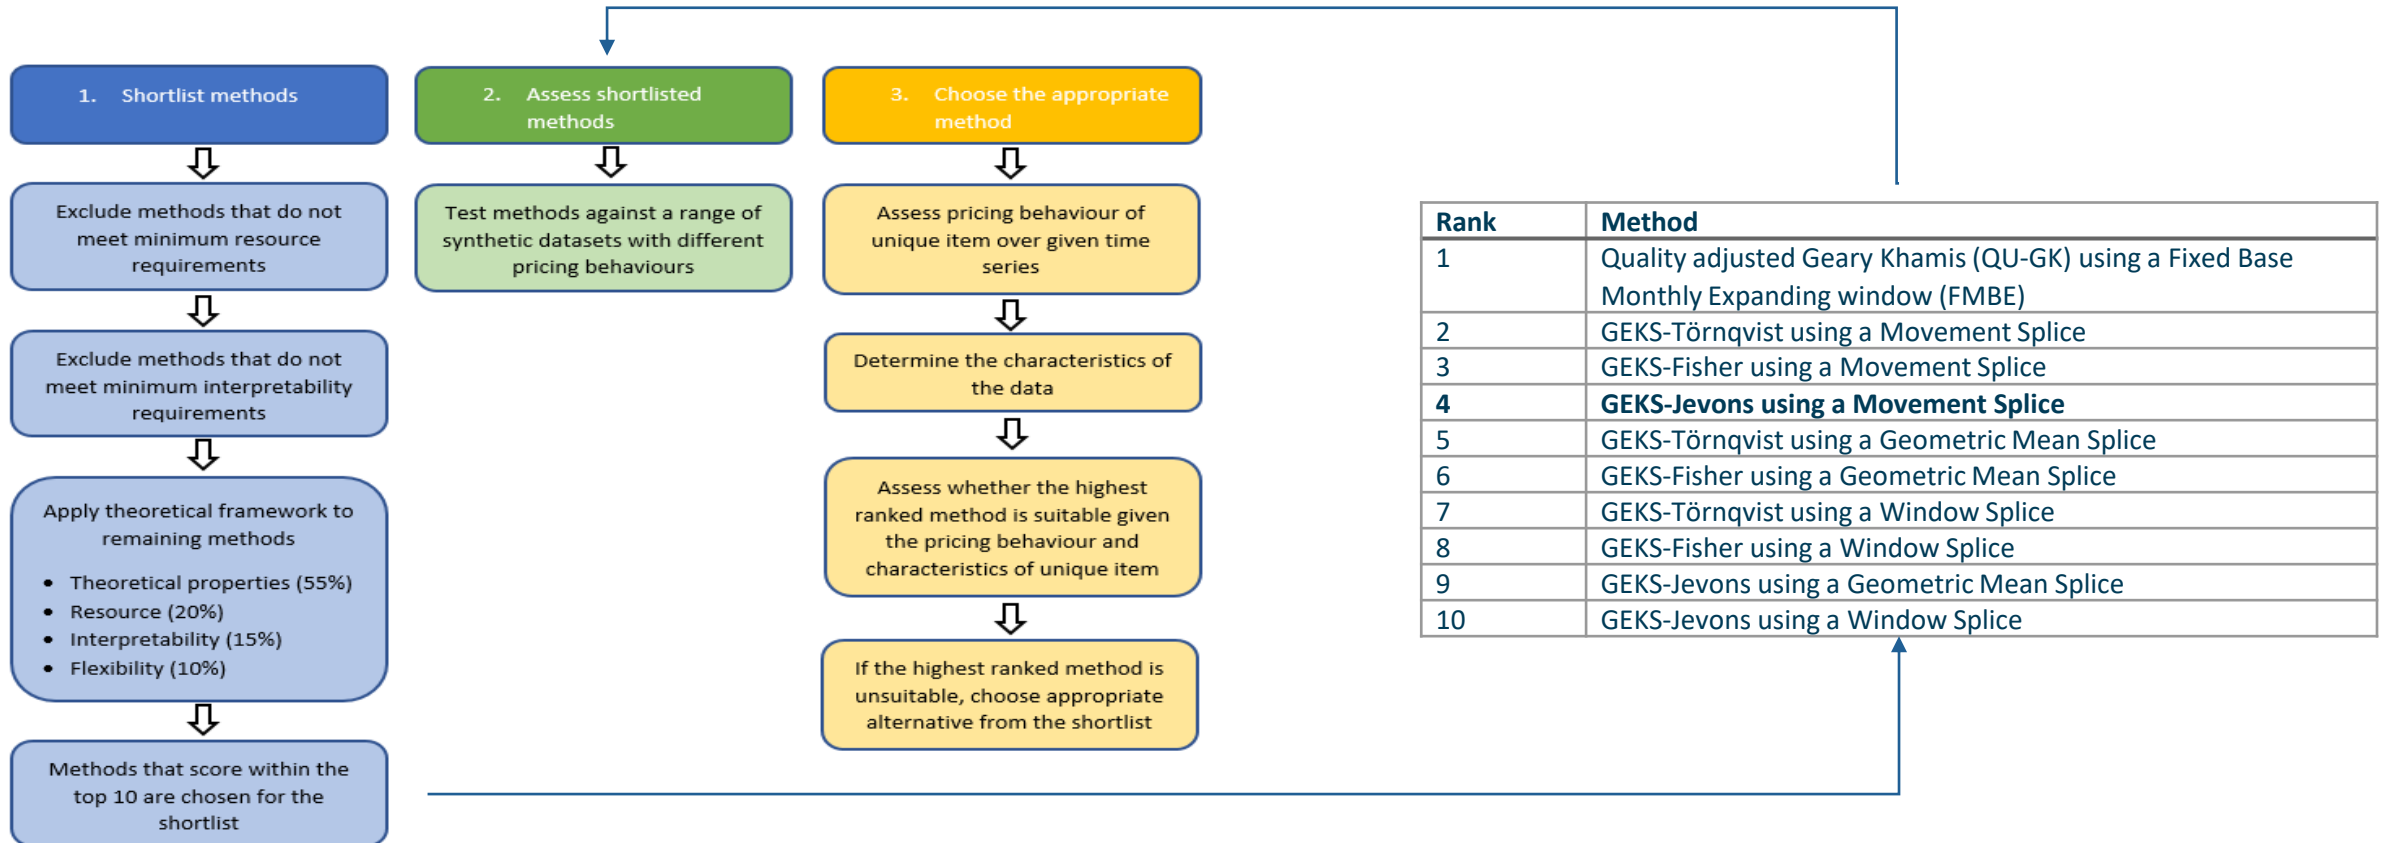 1. Shortlist methods
Exclude methods that do not
meet minimum resource
requirements
Exclude methods that do not
meet minimum interpretability
requirements
Apply theoretical framework to
remaining methods
• Theoretical properties (55%)
• Resource (20%)
• Interpretability (15%)
• Flexibility (10%)
Methods that score within the
top 10 are chosen for the
shortlist
2. Assess shortlisted
methods
Test methods against a range of
synthetic datasets with different
pricing behaviours
3. Choose the appropriate
method
Assess pricing behaviour of
unique item over given time
series
Determine the characteristics of
the data
Assess whether the highest
ranked method is suitable given
the pricing behaviour and
characteristics of unique item
If the highest ranked method is
unsuitable, choose appropriate
alternative from the shortlist
Rank Method
1 Quality adjusted Geary Khamis (QU-GK) using a Fixed Base
Monthly Expanding window (FMBE)
2 GEKS-Törnqvist using a Movement Splice
3 GEKS-Fisher using a Movement Splice
4 GEKS-Jevons using a Movement Splice
5 GEKS-Törnqvist using a Geometric Mean Splice
6 GEKS-Fisher using a Geometric Mean Splice
7 GEKS-Törnqvist using a Window Splice
8 GEKS-Fisher using a Window Splice
9 GEKS-Jevons using a Geometric Mean Splice
10 GEKS-Jevons using a Window Splice